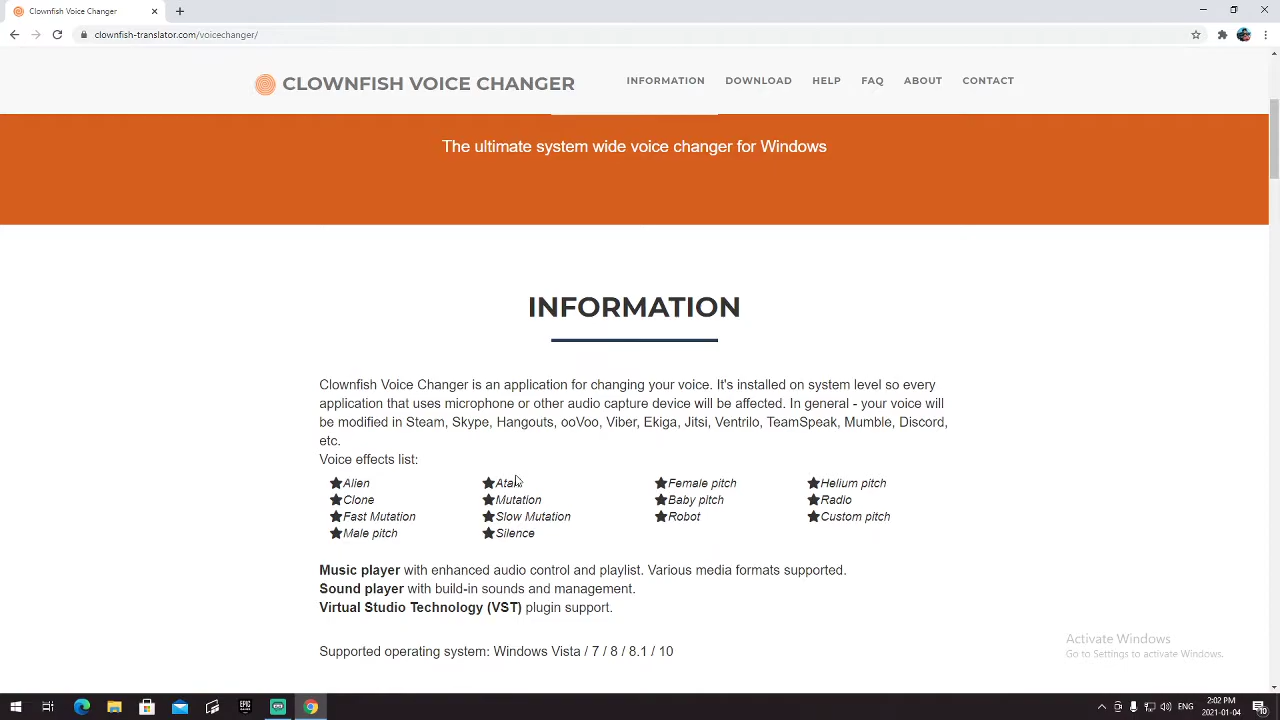 Clownfish Voice Changer
clownfish-translator.com/voicechanger/
CLOWNFISH VOICE CHANGER
INFORMATION DOWNLOAD HELP FAQ ABOUT CONTACT
The ultimate system wide voice changer for Windows
INFORMATION
Clownfish Voice Changer is an application for changing your voice. It's installed on system level so every
application that uses microphone or other audio capture device will be affected. In general - your voice will
be modified in Steam, Skype, Hangouts, ooVoo, Viber, Ekiga, Jitsi, Ventrilo, TeamSpeak, Mumble, Discord,
etc.
Voice effects list:
Alien Atari Female pitch Helium pitch
Clone Mutation Baby pitch Radio
Fast Mutation Slow Mutation Robot Custom pitch
Male pitch Silence
Music player with enhanced audio control and playlist. Various media formats supported.
Sound player with build-in sounds and management.
Virtual Studio Technology (VST) plugin support.
Supported operating system: Windows Vista / 7 / 8 / 8.1 / 10
Activate Windows
Go to Settings to activate Windows.
EPIC
ENG
2:02 PM
2021-01-04